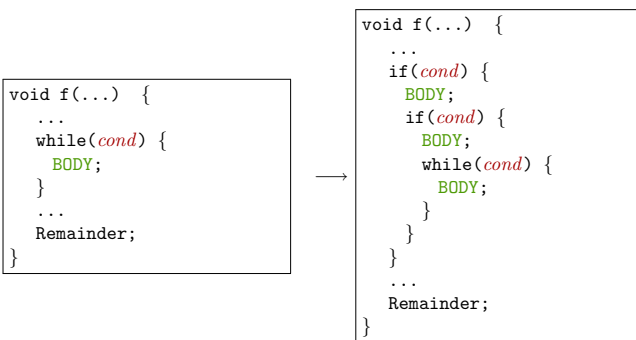 void f(...) {
...
while(cond) {
BODY;
}
...
Remainder;
}
⟶
void f(...) {
...
if(cond) {
BODY;
if(cond) {
BODY;
while(cond) {
BODY;
}
}
}
...
Remainder;
}